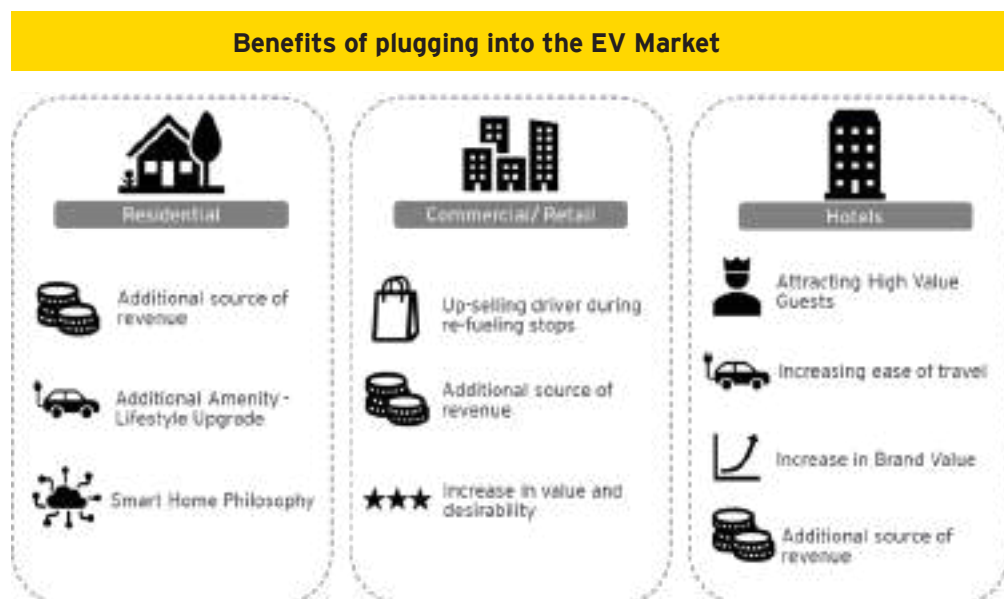 Benefits of plugging into the EV Market
Residential
Additional source of
revenue
Additional Amenity -
Lifestyle Upgrade
Smart Home Philosophy
Commercial/ Retail
Up-selling driver during
re-fueling stops
Additional source of
revenue
Increase in value and
desirability
Hotels
Attracting High Value
Guests
Increasing ease of travel
Increase in Brand Value
Additional source of
revenue